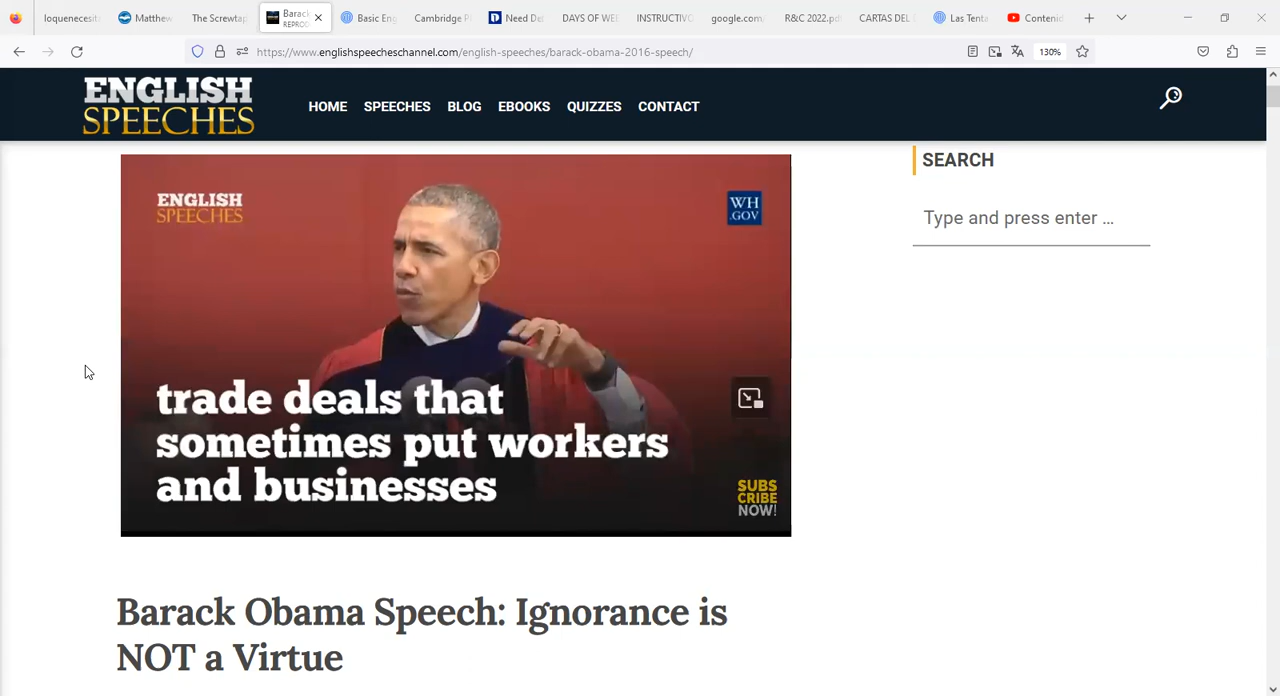 loquenecesit
Matthew
The Screwtap
Barack
REPROD
Basic Eng
Cambridge P
Need De
DAYS OF WEE
INSTRUCTIVO
google.com/
R&C 2022.pd
CARTAS DEL
Las Tenta
Contenid
https://www.englishspeecheschannel.com/english-speeches/barack-obama-2016-speech/
130%
ENGLISH
SPEECHES
HOME SPEECHES BLOG EBOOKS QUIZZES CONTACT
SEARCH
Type and press enter …
ENGLISH
SPEECHES
WH
.GOV
trade deals that
sometimes put workers
and businesses
SUBS
CRIBE
NOW!
Barack Obama Speech: Ignorance is
NOT a Virtue